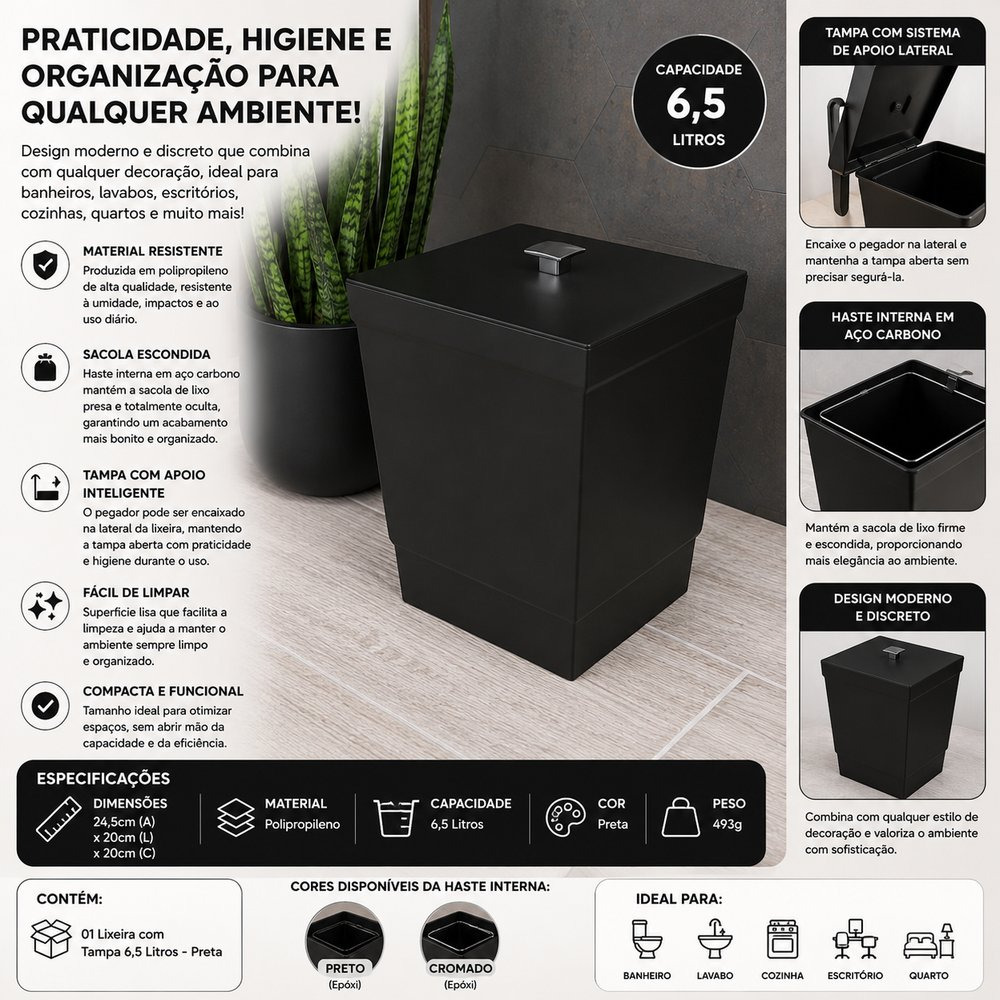 PRATICIDADE, HIGIENE E
ORGANIZAÇÃO PARA
QUALQUER AMBIENTE!
Design moderno e discreto que combina
com qualquer decoração, ideal para
banheiros, lavabos, escritórios,
cozinhas, quartos e muito mais!
MATERIAL RESISTENTE
Produzida em polipropileno
de alta qualidade, resistente
à umidade, impactos e ao
uso diário.
SACOLA ESCONDIDA
Haste interna em aço carbono
mantém a sacola de lixo
presa e totalmente oculta,
garantindo um acabamento
mais bonito e organizado.
TAMPA COM APOIO
INTELIGENTE
O pegador pode ser encaixado
na lateral da lixeira, mantendo
a tampa aberta com praticidade
e higiene durante o uso.
FÁCIL DE LIMPAR
Superfície lisa que facilita a
limpeza e ajuda a manter o
ambiente sempre limpo
e organizado.
COMPACTA E FUNCIONAL
Tamanho ideal para otimizar
espaços, sem abrir mão da
capacidade e da eficiência.
CAPACIDADE
6,5
LITROS
TAMPA COM SISTEMA
DE APOIO LATERAL
Encaixe o pegador na lateral e
mantenha a tampa aberta sem
precisar segurá-la.
HASTE INTERNA EM
AÇO CARBONO
Mantém a sacola de lixo firme
e escondida, proporcionando
mais elegância ao ambiente.
DESIGN MODERNO
E DISCRETO
Combina com qualquer estilo de
decoração e valoriza o ambiente
com sofisticação.
ESPECIFICAÇÕES
DIMENSÕES
24,5cm (A)
x 20cm (L)
x 20cm (C)
MATERIAL
Polipropileno
CAPACIDADE
6,5 Litros
COR
Preta
PESO
493g
CONTÉM:
01 Lixeira com
Tampa 6,5 Litros - Preta
CORES DISPONÍVEIS DA HASTE INTERNA:
PRETO
(Epóxi)
CROMADO
(Epóxi)
IDEAL PARA:
BANHEIRO
LAVABO
COZINHA
ESCRITÓRIO
QUARTO